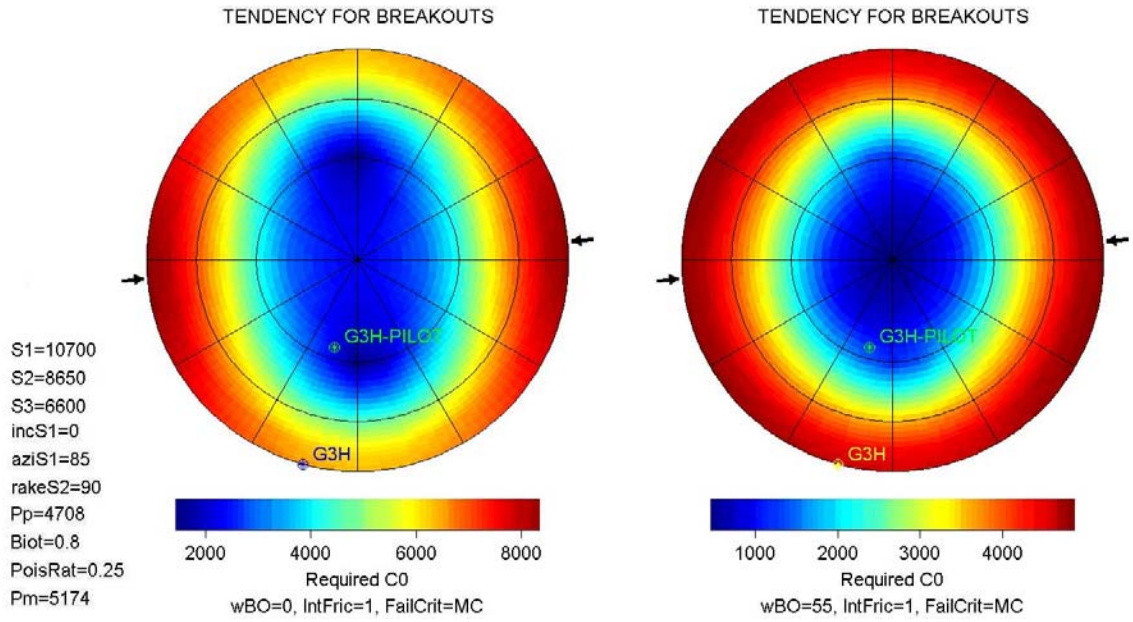 TENDENCY FOR BREAKOUTS
TENDENCY FOR BREAKOUTS
G3H-PILOT
G3H-PILOT
S1=10700
S2=8650
S3=6600
incS1=0
aziS1=85
rakeS2=90
Pp=4708
Biot=0.8
PoisRat=0.25
Pm=5174
G3H
G3H
2000 4000 6000 8000
Required C0
wBO=0, IntFric=1, FailCrit=MC
1000 2000 3000 4000
Required C0
wBO=55, IntFric=1, FailCrit=MC